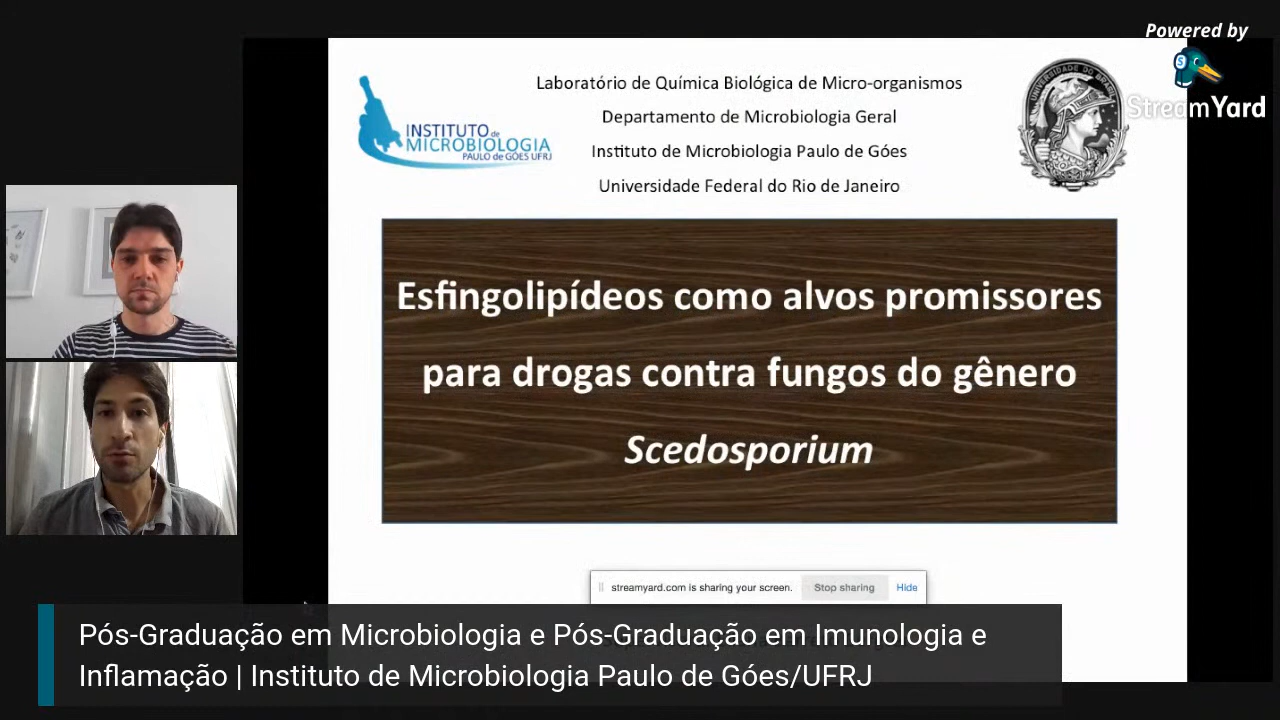 Powered by
StreamYard
INSTITUTO de
MICROBIOLOGIA
PAULO de GÓES UFRJ
Laboratório de Química Biológica de Micro-organismos
Departamento de Microbiologia Geral
Instituto de Microbiologia Paulo de Góes
Universidade Federal do Rio de Janeiro
UNIVERSIDADE DO BRASIL
Esfingolipídeos como alvos promissores
para drogas contra fungos do gênero
Scedosporium
streamyard.com is sharing your screen.
Stop sharing
Hide
Pós-Graduação em Microbiologia e Pós-Graduação em Imunologia e
Inflamação | Instituto de Microbiologia Paulo de Góes/UFRJ